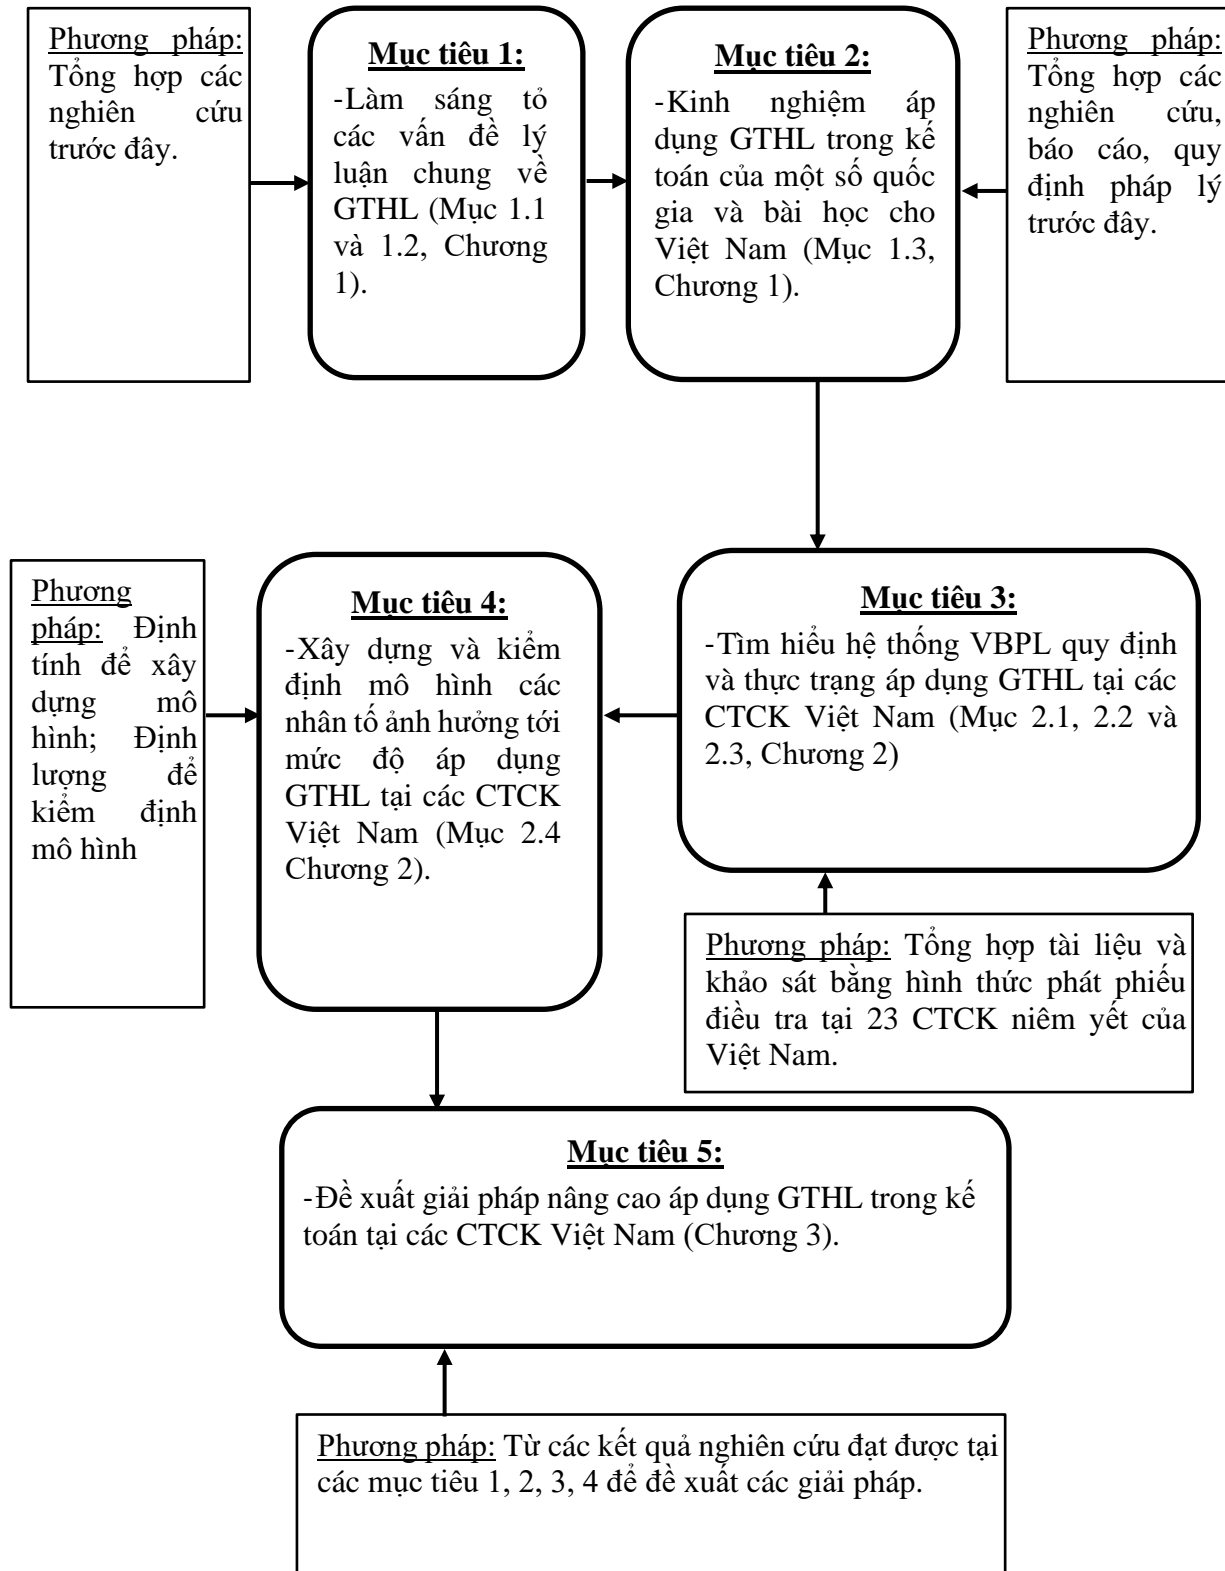 Phương pháp:
Tổng hợp các
nghiên cứu
trước đây.
Mục tiêu 1:
-Làm sáng tỏ
các vấn đề lý
luận chung về
GTHL (Mục 1.1
và 1.2, Chương
1).
Mục tiêu 2:
-Kinh nghiệm áp
dụng GTHL trong kế
toán của một số quốc
gia và bài học cho
Việt Nam (Mục 1.3,
Chương 1).
Phương pháp:
Tổng hợp các
nghiên cứu,
báo cáo, quy
định pháp lý
trước đây.
Phương
pháp: Định
tính để xây
dựng mô
hình; Định
lượng để
kiểm định
mô hình
Mục tiêu 4:
-Xây dựng và kiểm
định mô hình các
nhân tố ảnh hưởng tới
mức độ áp dụng
GTHL tại các CTCK
Việt Nam (Mục 2.4
Chương 2).
Mục tiêu 3:
-Tìm hiểu hệ thống VBPL quy định
và thực trạng áp dụng GTHL tại các
CTCK Việt Nam (Mục 2.1, 2.2 và
2.3, Chương 2)
Phương pháp: Tổng hợp tài liệu và
khảo sát bằng hình thức phát phiếu
điều tra tại 23 CTCK niêm yết của
Việt Nam.
Mục tiêu 5:
-Đề xuất giải pháp nâng cao áp dụng GTHL trong kế
toán tại các CTCK Việt Nam (Chương 3).
Phương pháp: Từ các kết quả nghiên cứu đạt được tại
các mục tiêu 1, 2, 3, 4 để đề xuất các giải pháp.